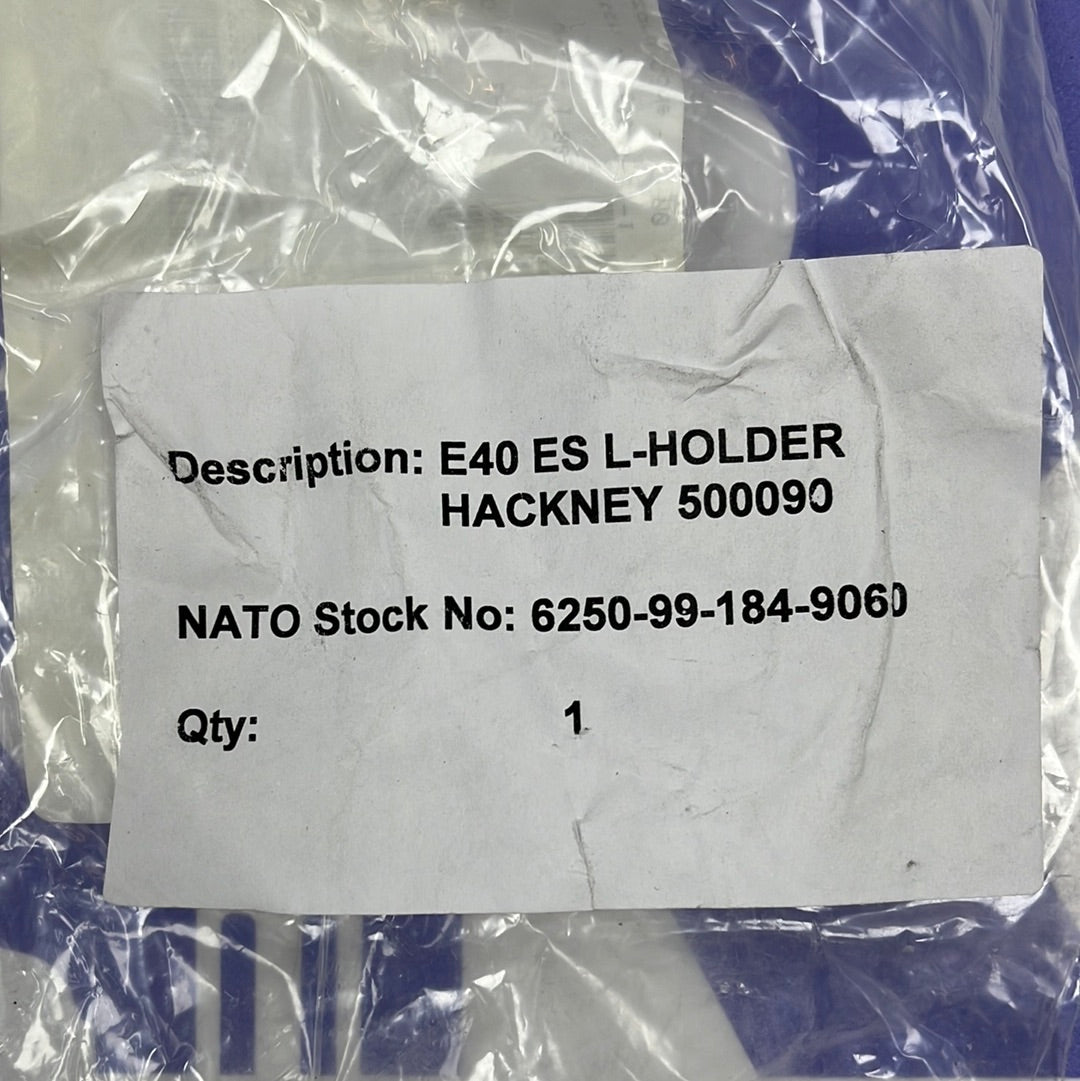 Description: E40 ES L-HOLDER
HACKNEY 500090
NATO Stock No: 6250-99-184-9060
Qty: 1